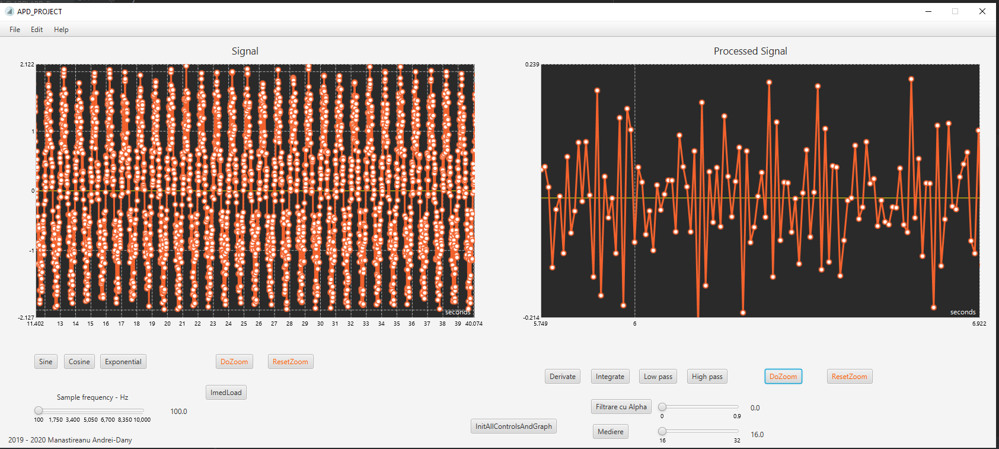 APD_PROJECT
File Edit Help
Signal
2.122
1
0
-1
-2.127
seconds
11.402 13 14 15 16 17 18 19 20 21 22 23 24 25 26 27 28 29 30 31 32 33 34 35 36 37 38 39 40.074
Processed Signal
0.239
-0.214
seconds
5.749 6 6.922
Sine Cosine Exponential DoZoom ResetZoom
ImedLoad
Sample frequency - Hz
100.0
100 1,750 3,400 5,050 6,700 8,350 10,000
Derivate Integrate Low pass High pass DoZoom ResetZoom
Filtrare cu Alpha 0.0
0 0.9
InitAllControlsAndGraph
Mediere 16.0
16 32
2019 - 2020 Manastireanu Andrei-Dany